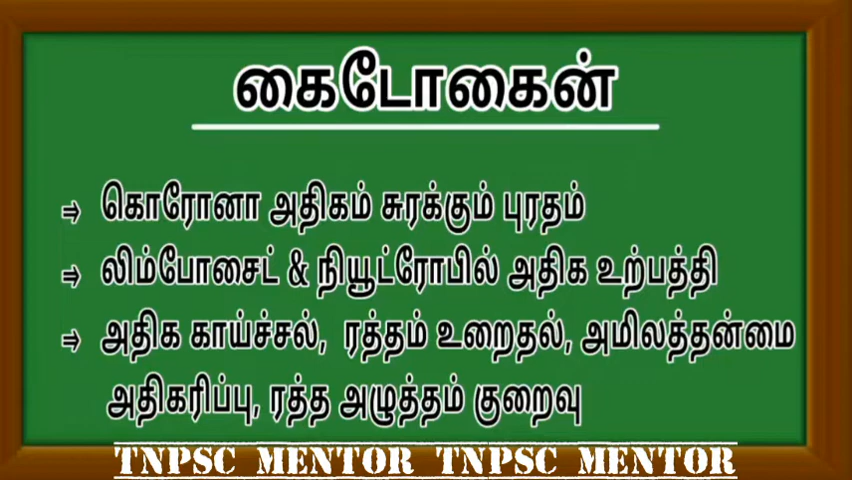 கைடோகைன்
⇒ கொரோனா அதிகம் சுரக்கும் புரதம்
⇒ லிம்போசைட் & நியூட்ரோபில் அதிக உற்பத்தி
⇒ அதிக காய்ச்சல், ரத்தம் உறைதல், அமிலத்தன்மை
அதிகரிப்பு, ரத்த அழுத்தம் குறைவு
TNPSC MENTOR TNPSC MENTOR